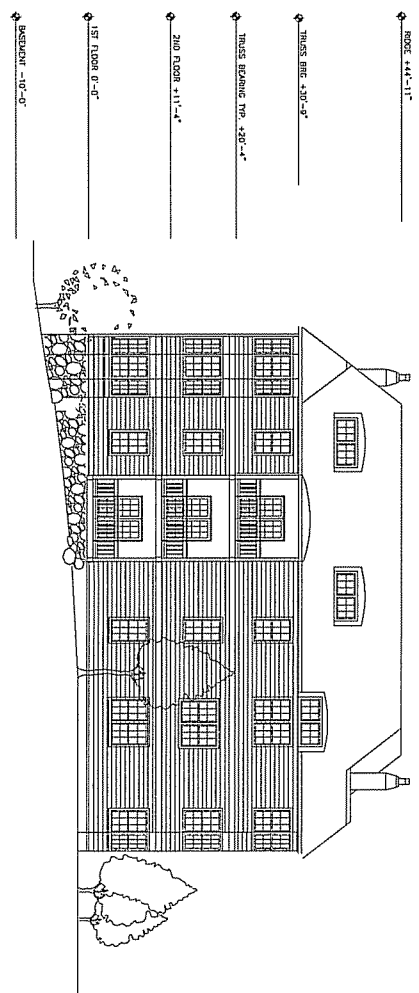 RIDGE +44'-11"
TRUSS BRG +30'-9"
TRUSS BEARING TYP. +20'-4"
2ND FLOOR +11'-4"
1ST FLOOR 0'-0"
BASEMENT -10'-0"